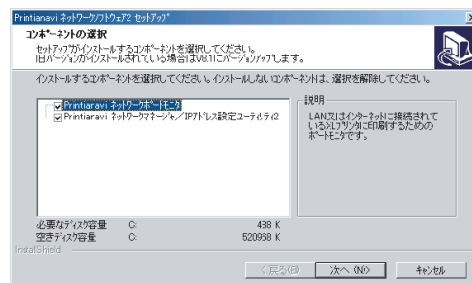 Printianavi ネットワークソフトウェア2 セットアップ
コンポーネントの選択
セットアップがインストールするコンポーネントを選択してください。
旧バージョンがインストールされている場合はV8.1にバージョンアップします。
インストールするコンポーネントを選択してください。インストールしないコンポーネントは、選択を解除してください。
Printianavi ネットワークポートモニタ
Printianavi ネットワークマネージャ/IPアドレス設定ユーティリティ2
説明
LAN又はインターネットに接続されて
いるXLプリンタに印刷するための
ポートモニタです。
必要なディスク容量 C: 438 K
空きディスク容量 C: 520968 K
InstallShield
< 戻る(B) 次へ (N)> キャンセル